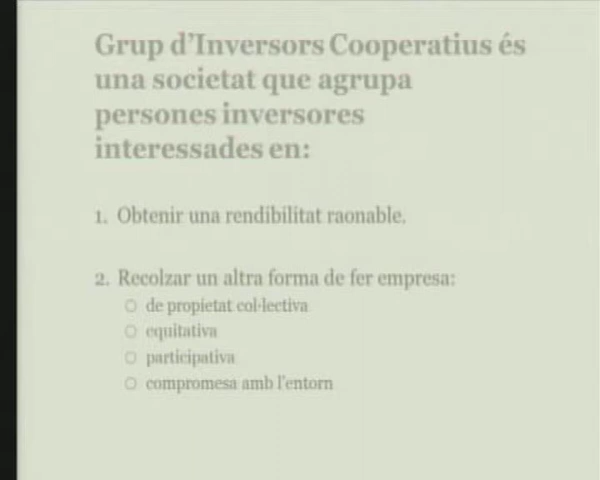 Grup d'Inversors Cooperatius és
una societat que agrupa
persones inversores
interessades en:
1. Obtenir una rendibilitat raonable.
2. Recolzar un altra forma de fer empresa:
○ de propietat col·lectiva
○ equitativa
○ participativa
○ compromesa amb l'entorn